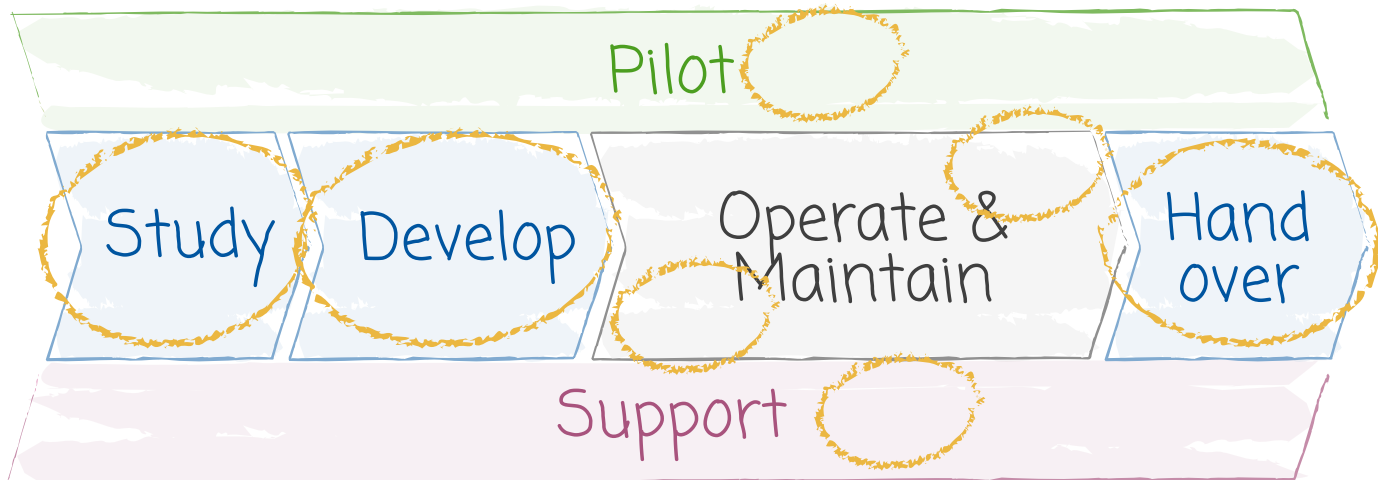 Pilot
Study
Develop
Operate &
Maintain
Hand
over
Support